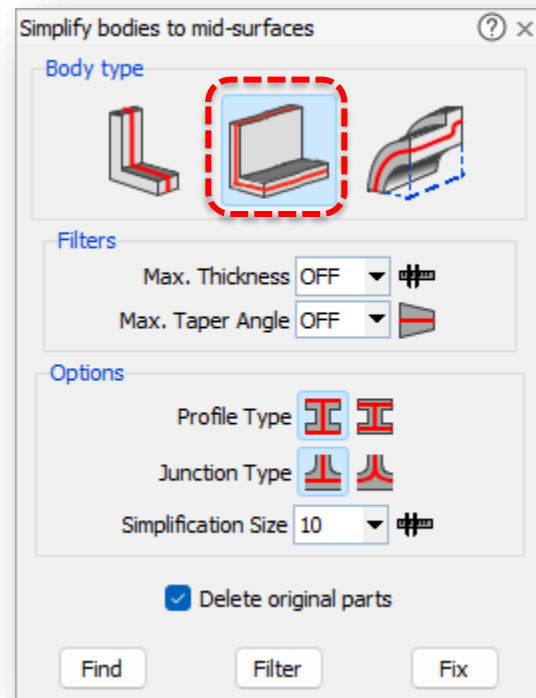 Simplify bodies to mid-surfaces ? ×
Body type
Filters
Max. Thickness OFF
Max. Taper Angle OFF
Options
Profile Type
Junction Type
Simplification Size 10
Delete original parts
Find Filter Fix